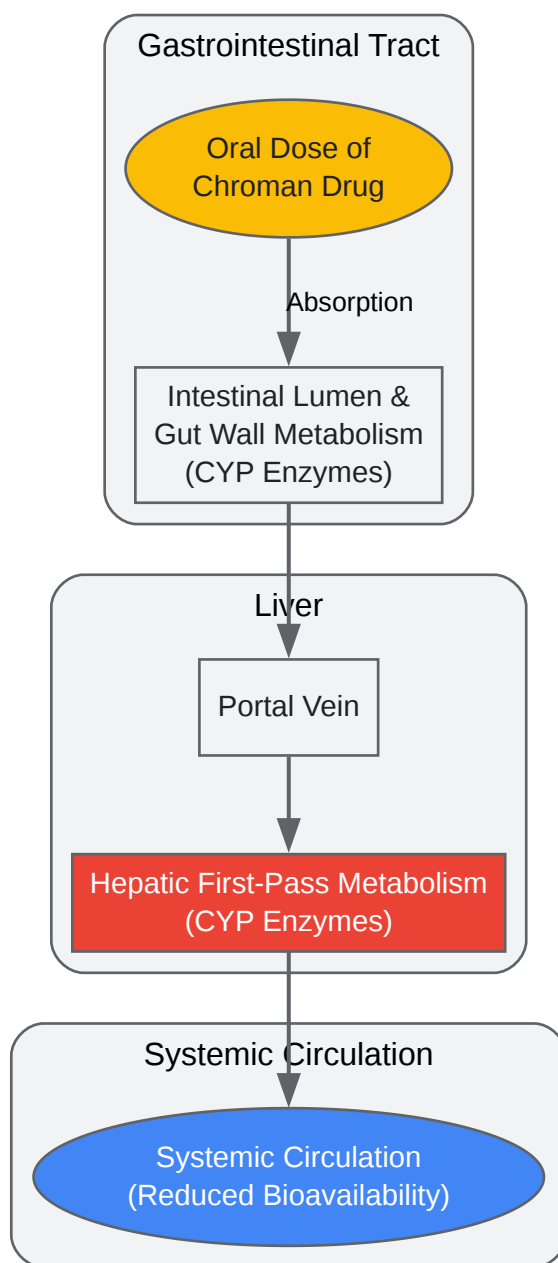 Gastrointestinal Tract
Oral Dose of
Chroman Drug
Absorption
Intestinal Lumen &
Gut Wall Metabolism
(CYP Enzymes)
Liver
Portal Vein
Hepatic First-Pass Metabolism
(CYP Enzymes)
Systemic Circulation
Systemic Circulation
(Reduced Bioavailability)